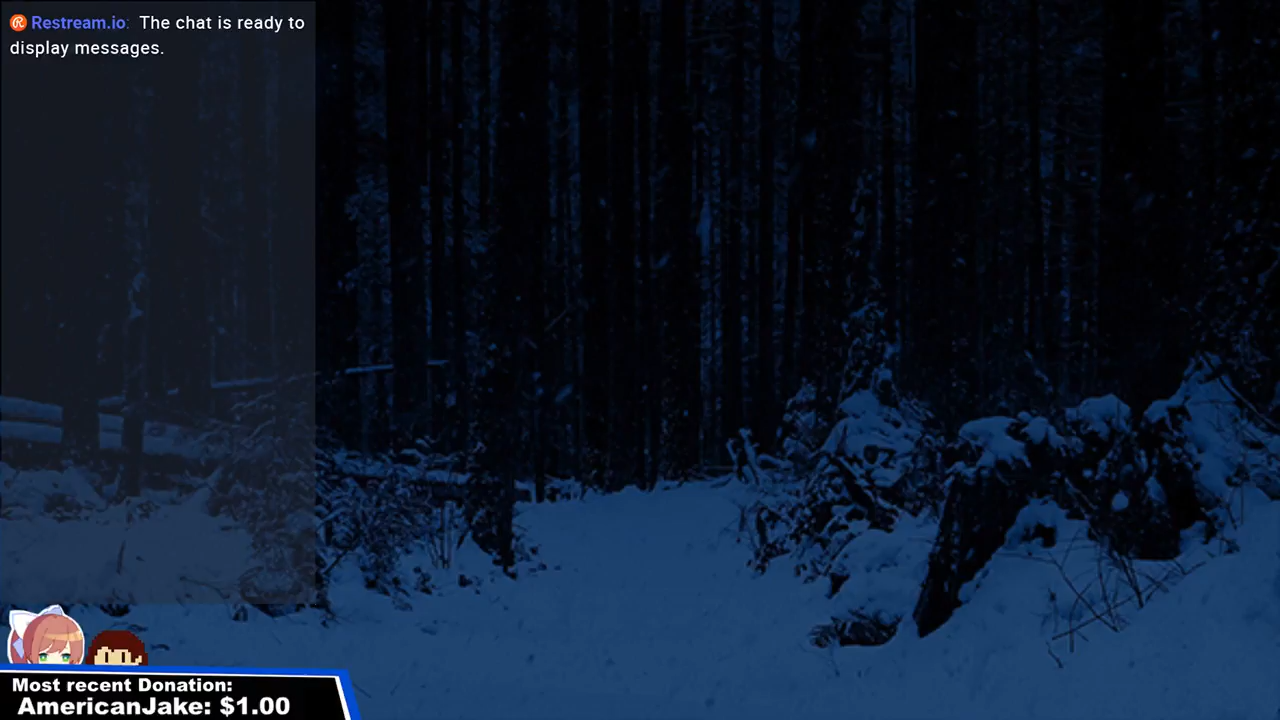 Restream.io: The chat is ready to
display messages.
Most recent Donation:
AmericanJake: $1.00